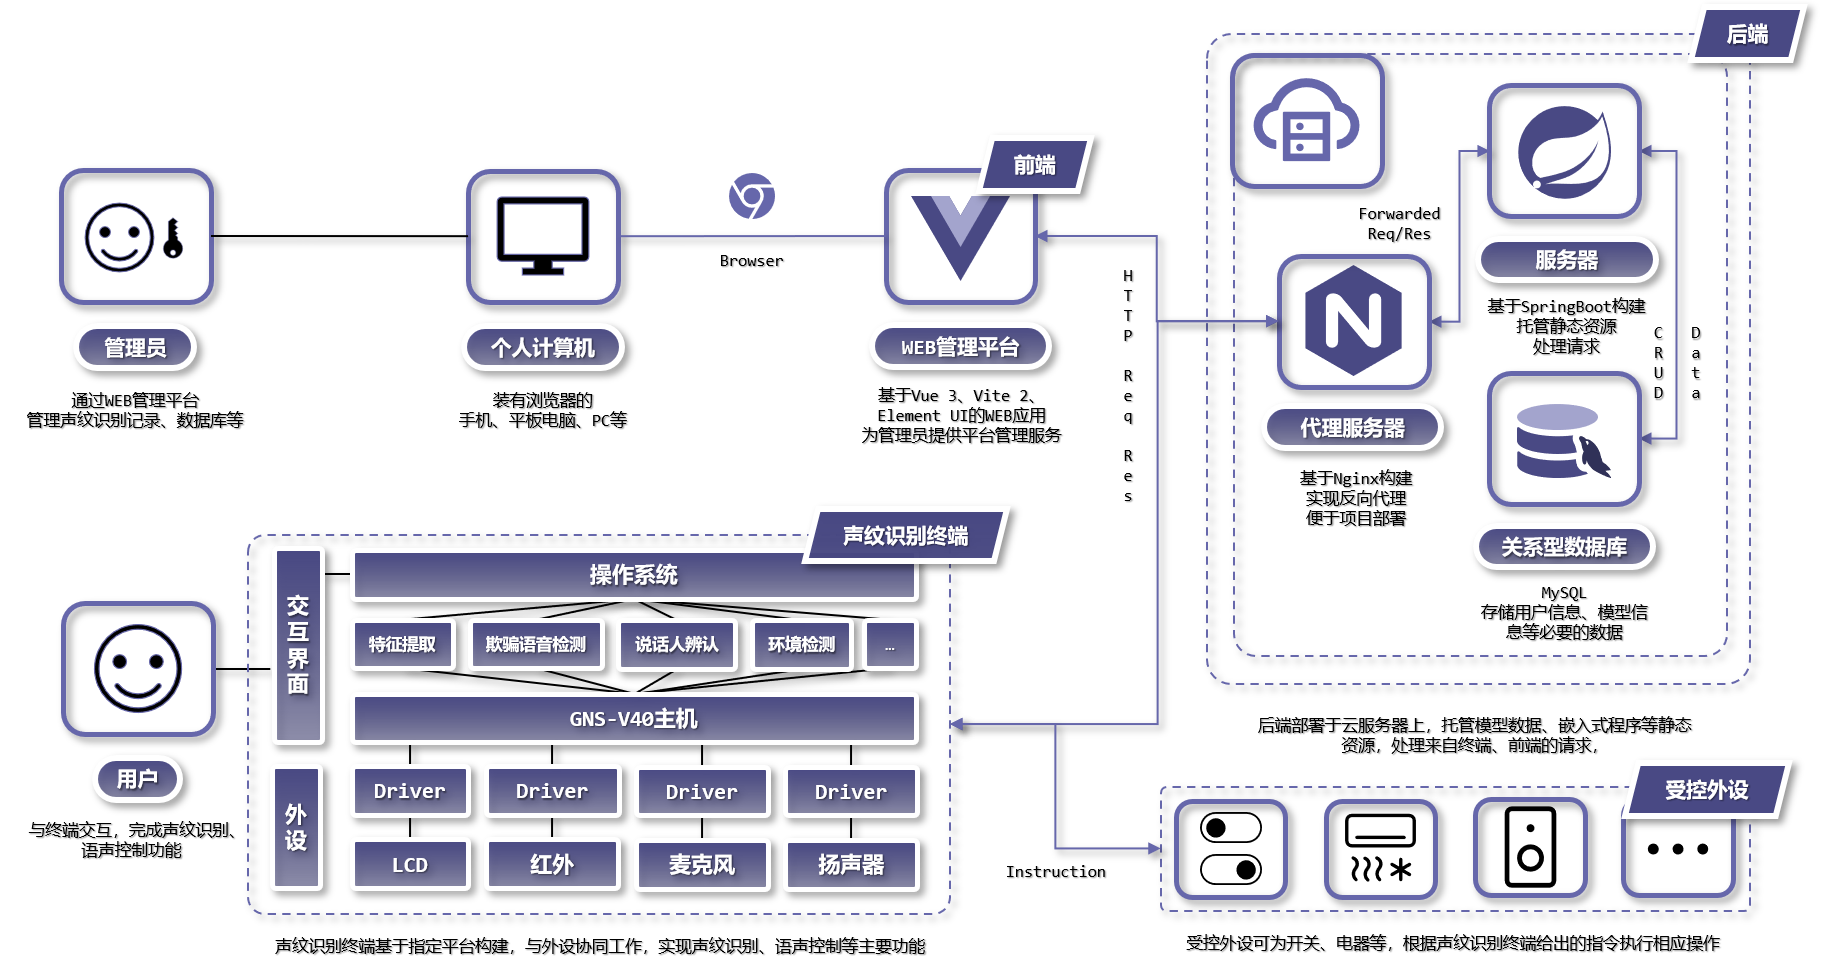 后端
前端
Browser
管理员
通过WEB管理平台
管理声纹识别记录、数据库等
个人计算机
装有浏览器的
手机、平板电脑、PC等
WEB管理平台
基于Vue 3、Vite 2、
Element UI的WEB应用
为管理员提供平台管理服务
HTTP Req Res
Forwarded
Req/Res
服务器
基于SpringBoot构建
托管静态资源
处理请求
CRUD
Data
代理服务器
基于Nginx构建
实现反向代理
便于项目部署
关系型数据库
MySQL
存储用户信息、模型信
息等必要的数据
后端部署于云服务器上，托管模型数据、嵌入式程序等静态
资源，处理来自终端、前端的请求，
声纹识别终端
交互界面
操作系统
特征提取
欺骗语音检测
说话人辨认
环境检测
…
GNS-V40主机
外设
Driver
Driver
Driver
Driver
LCD
红外
麦克风
扬声器
用户
与终端交互，完成声纹识别、
语声控制功能
声纹识别终端基于指定平台构建，与外设协同工作，实现声纹识别、语声控制等主要功能
Instruction
受控外设
受控外设可为开关、电器等，根据声纹识别终端给出的指令执行相应操作